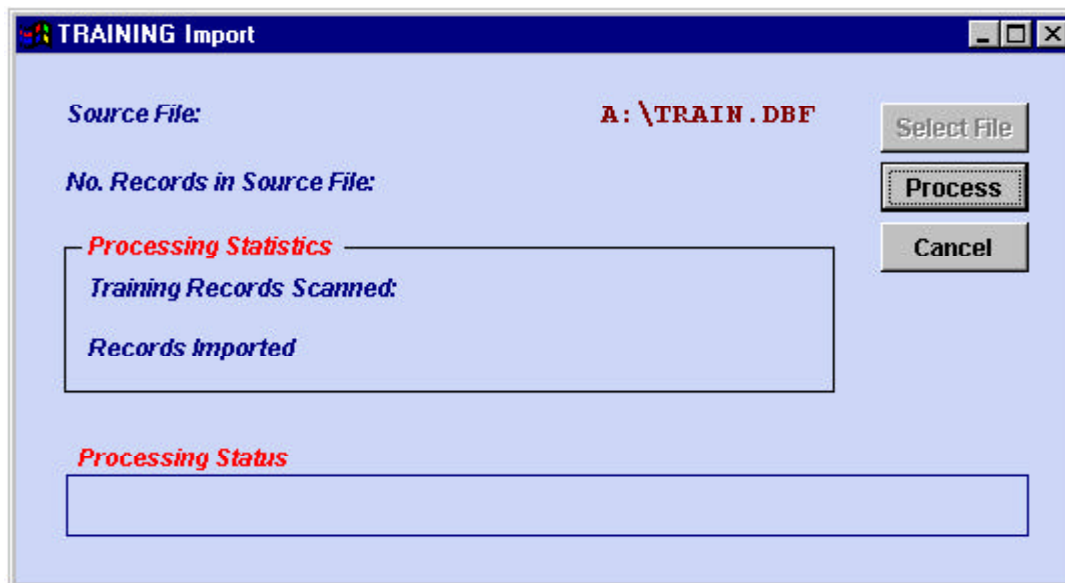 TRAINING Import
Source File: A:\TRAIN.DBF
Select File
No. Records in Source File:
Process
Processing Statistics
Cancel
Training Records Scanned:
Records Imported
Processing Status